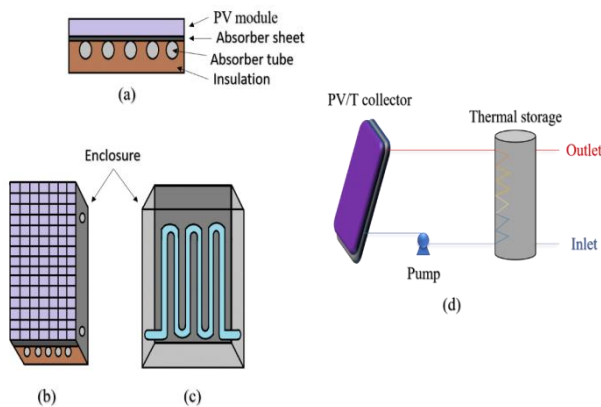 PV module
Absorber sheet
Absorber tube
Insulation
(a)
Enclosure
(b)
(c)
PV/T collector
Thermal storage
Outlet
Inlet
Pump
(d)